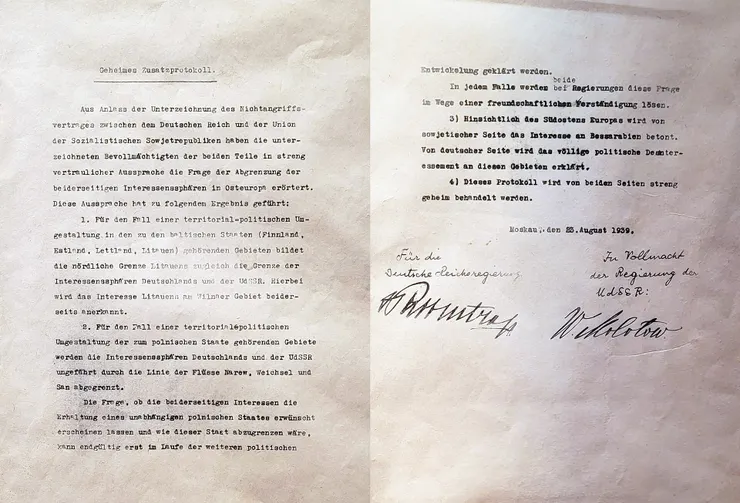 Geheimes Zusatzprotokoll.
Aus Anlass der Unterzeichnung des Nichtangriffs-
vertrages zwischen dem Deutschen Reich und der Union
der Sozialistischen Sowjetrepubliken haben die unter-
zeichneten Bevollmächtigten der beiden Teile in streng
vertraulicher Aussprache die Frage der Abgrenzung der
beiderseitigen Interessensphären in Osteuropa erörtert.
Diese Aussprache hat zu folgendem Ergebnis geführt:
1. Für den Fall einer territorial-politischen Um-
gestaltung in den zu den baltischen Staaten (Finnland,
Estland, Lettland, Litauen) gehörenden Gebieten bildet
die nördliche Grenze Litauens zugleich die Grenze der
Interessensphären Deutschlands und der UdSSR. Hierbei
wird das Interesse Litauens am Wilnaer Gebiet beider-
seits anerkannt.
2. Für den Fall einer territorialpolitischen
Umgestaltung der zum polnischen Staate gehörenden Gebiete
werden die Interessensphären Deutschlands und der UdSSR
ungefähr durch die Linie der Flüsse Narew, Weichsel und
San abgegrenzt.
Die Frage, ob die beiderseitigen Interessen die
Erhaltung eines unabhängigen polnischen Staates erwünscht
erscheinen lassen und wie dieser Staat abzugrenzen wäre,
kann endgültig erst im Laufe der weiteren politischen
Entwickelung geklärt werden.
beide
In jedem Falle werden bei Regierungen diese Frage
im Wege einer freundschaftlichen Verständigung lösen.
3) Hinsichtlich des Südostens Europas wird von
sowjetischer Seite das Interesse an Bessarabien betont.
Von deutscher Seite wird das völlige politische Desinter-
essement an diesen Gebieten erklärt.
4) Dieses Protokoll wird von beiden Seiten streng
geheim behandelt werden.
Moskau, den 23. August 1939.
Für die
Deutsche Reichsregierung
In Vollmacht
der Regierung der
UdSSR:
W. Molotow